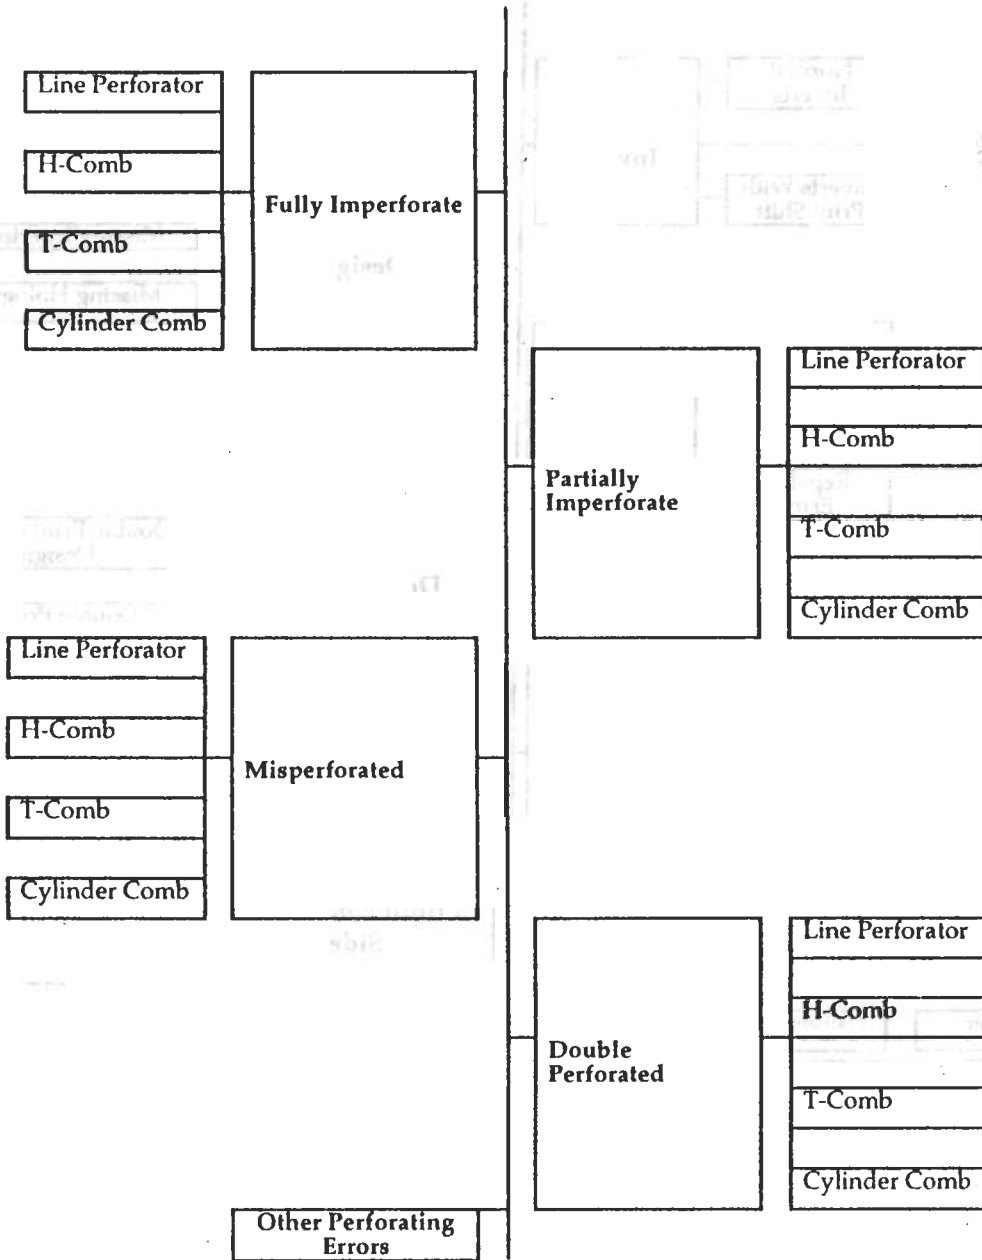 Line Perforator
H-Comb
T-Comb
Cylinder Comb
Fully Imperforate
Partially
Imperforate
Line Perforator
H-Comb
T-Comb
Cylinder Comb
Line Perforator
H-Comb
T-Comb
Cylinder Comb
Misperforated
Double
Perforated
Line Perforator
H-Comb
T-Comb
Cylinder Comb
Other Perforating
Errors